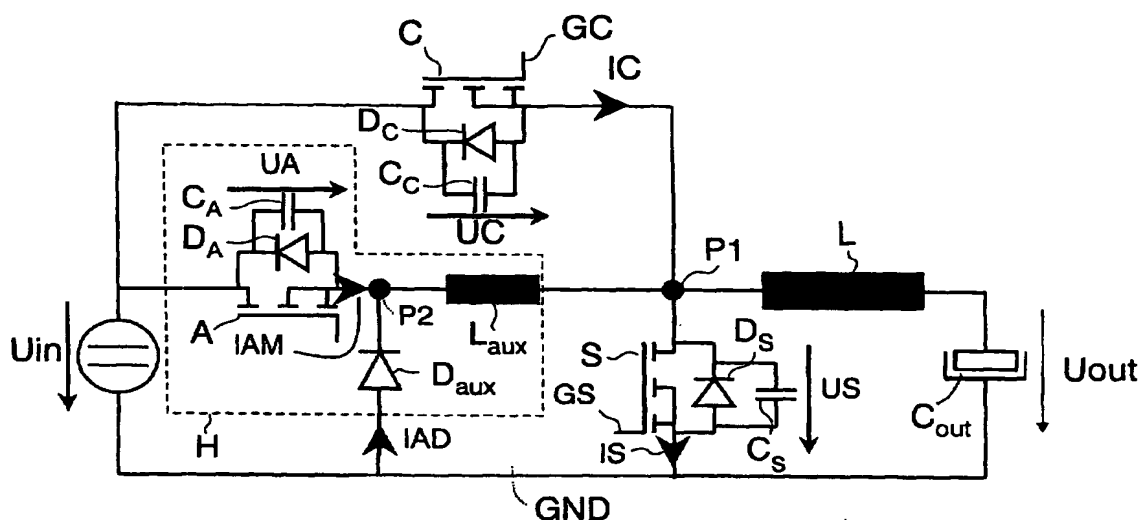 C
GC
IC
D_C
UA
C_C
C_A
UC
D_A
P1
L
A
P2
L_aux
S
D_S
Uin
IAM
D_aux
GS
US
C_out
Uout
H
IAD
IS
C_S
GND